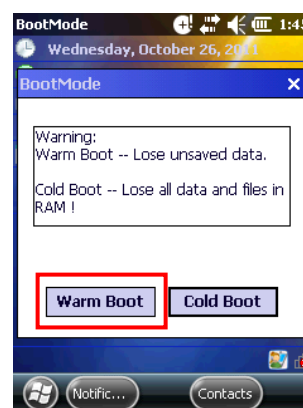 BootMode 1:4
Wednesday, October 26, 20
BootMode
Warning:
Warm Boot -- Lose unsaved data.
Cold Boot -- Lose all data and files in
RAM !
Warm Boot Cold Boot
Notific... Contacts